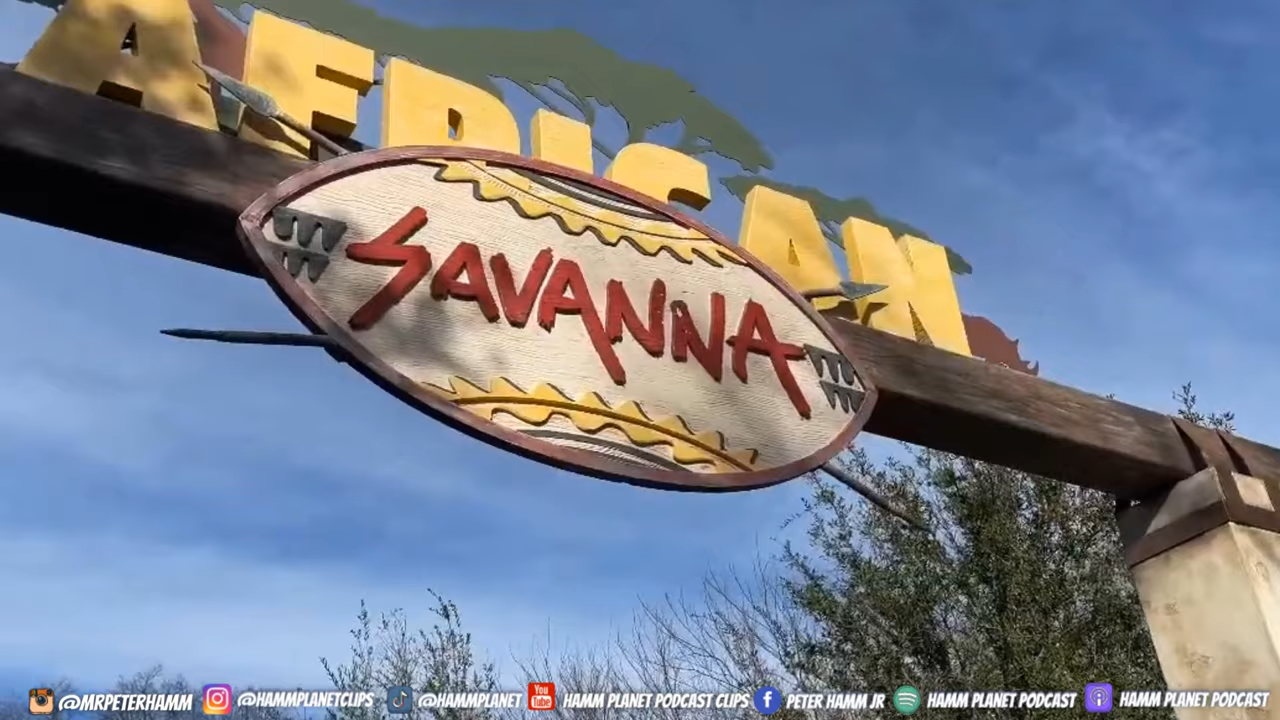 AFRICAN
SAVANNA
@MRPETERHAMM @HAMMPLANETCLIPS @HAMMPLANET HAMM PLANET PODCAST CLIPS PETER HAMM JR HAMM PLANET PODCAST HAMM PLANET PODCAST